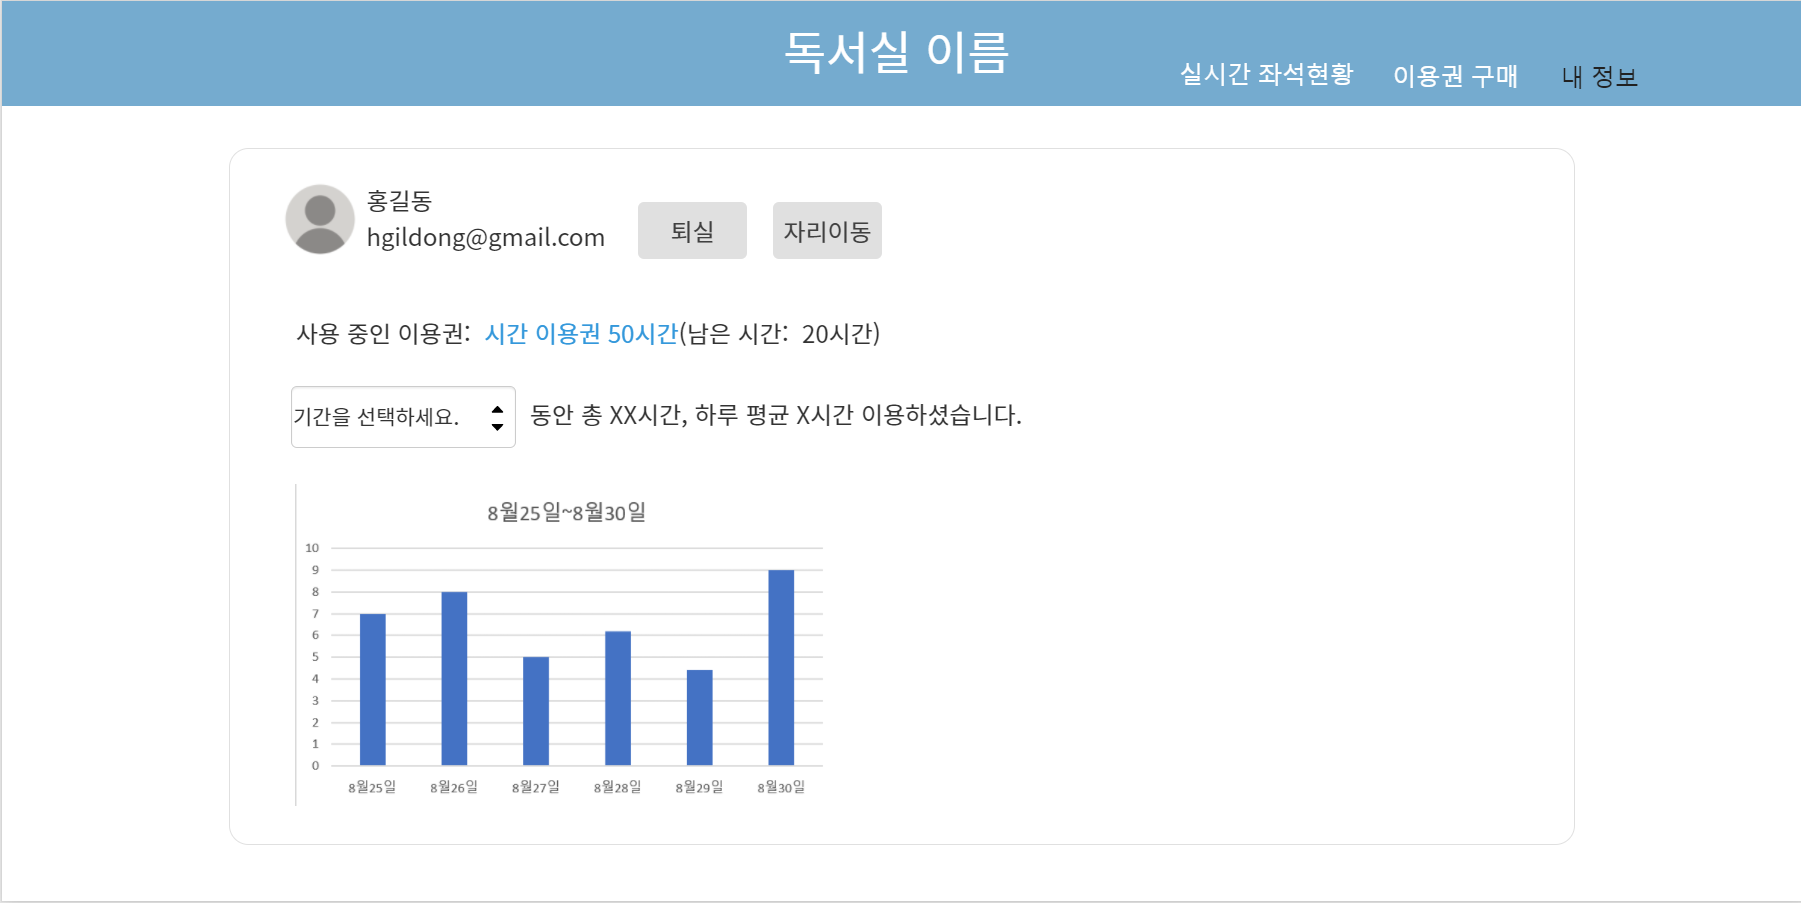 독서실 이름
실시간 좌석현황 이용권 구매 내 정보
홍길동
hgildong@gmail.com
퇴실 자리이동
사용 중인 이용권: 시간 이용권 50시간(남은 시간: 20시간)
기간을 선택하세요. 동안 총 XX시간, 하루 평균 X시간 이용하셨습니다.
8월25일~8월30일
10
9
8
7
6
5
4
3
2
1
0
8월25일 8월26일 8월27일 8월28일 8월29일 8월30일